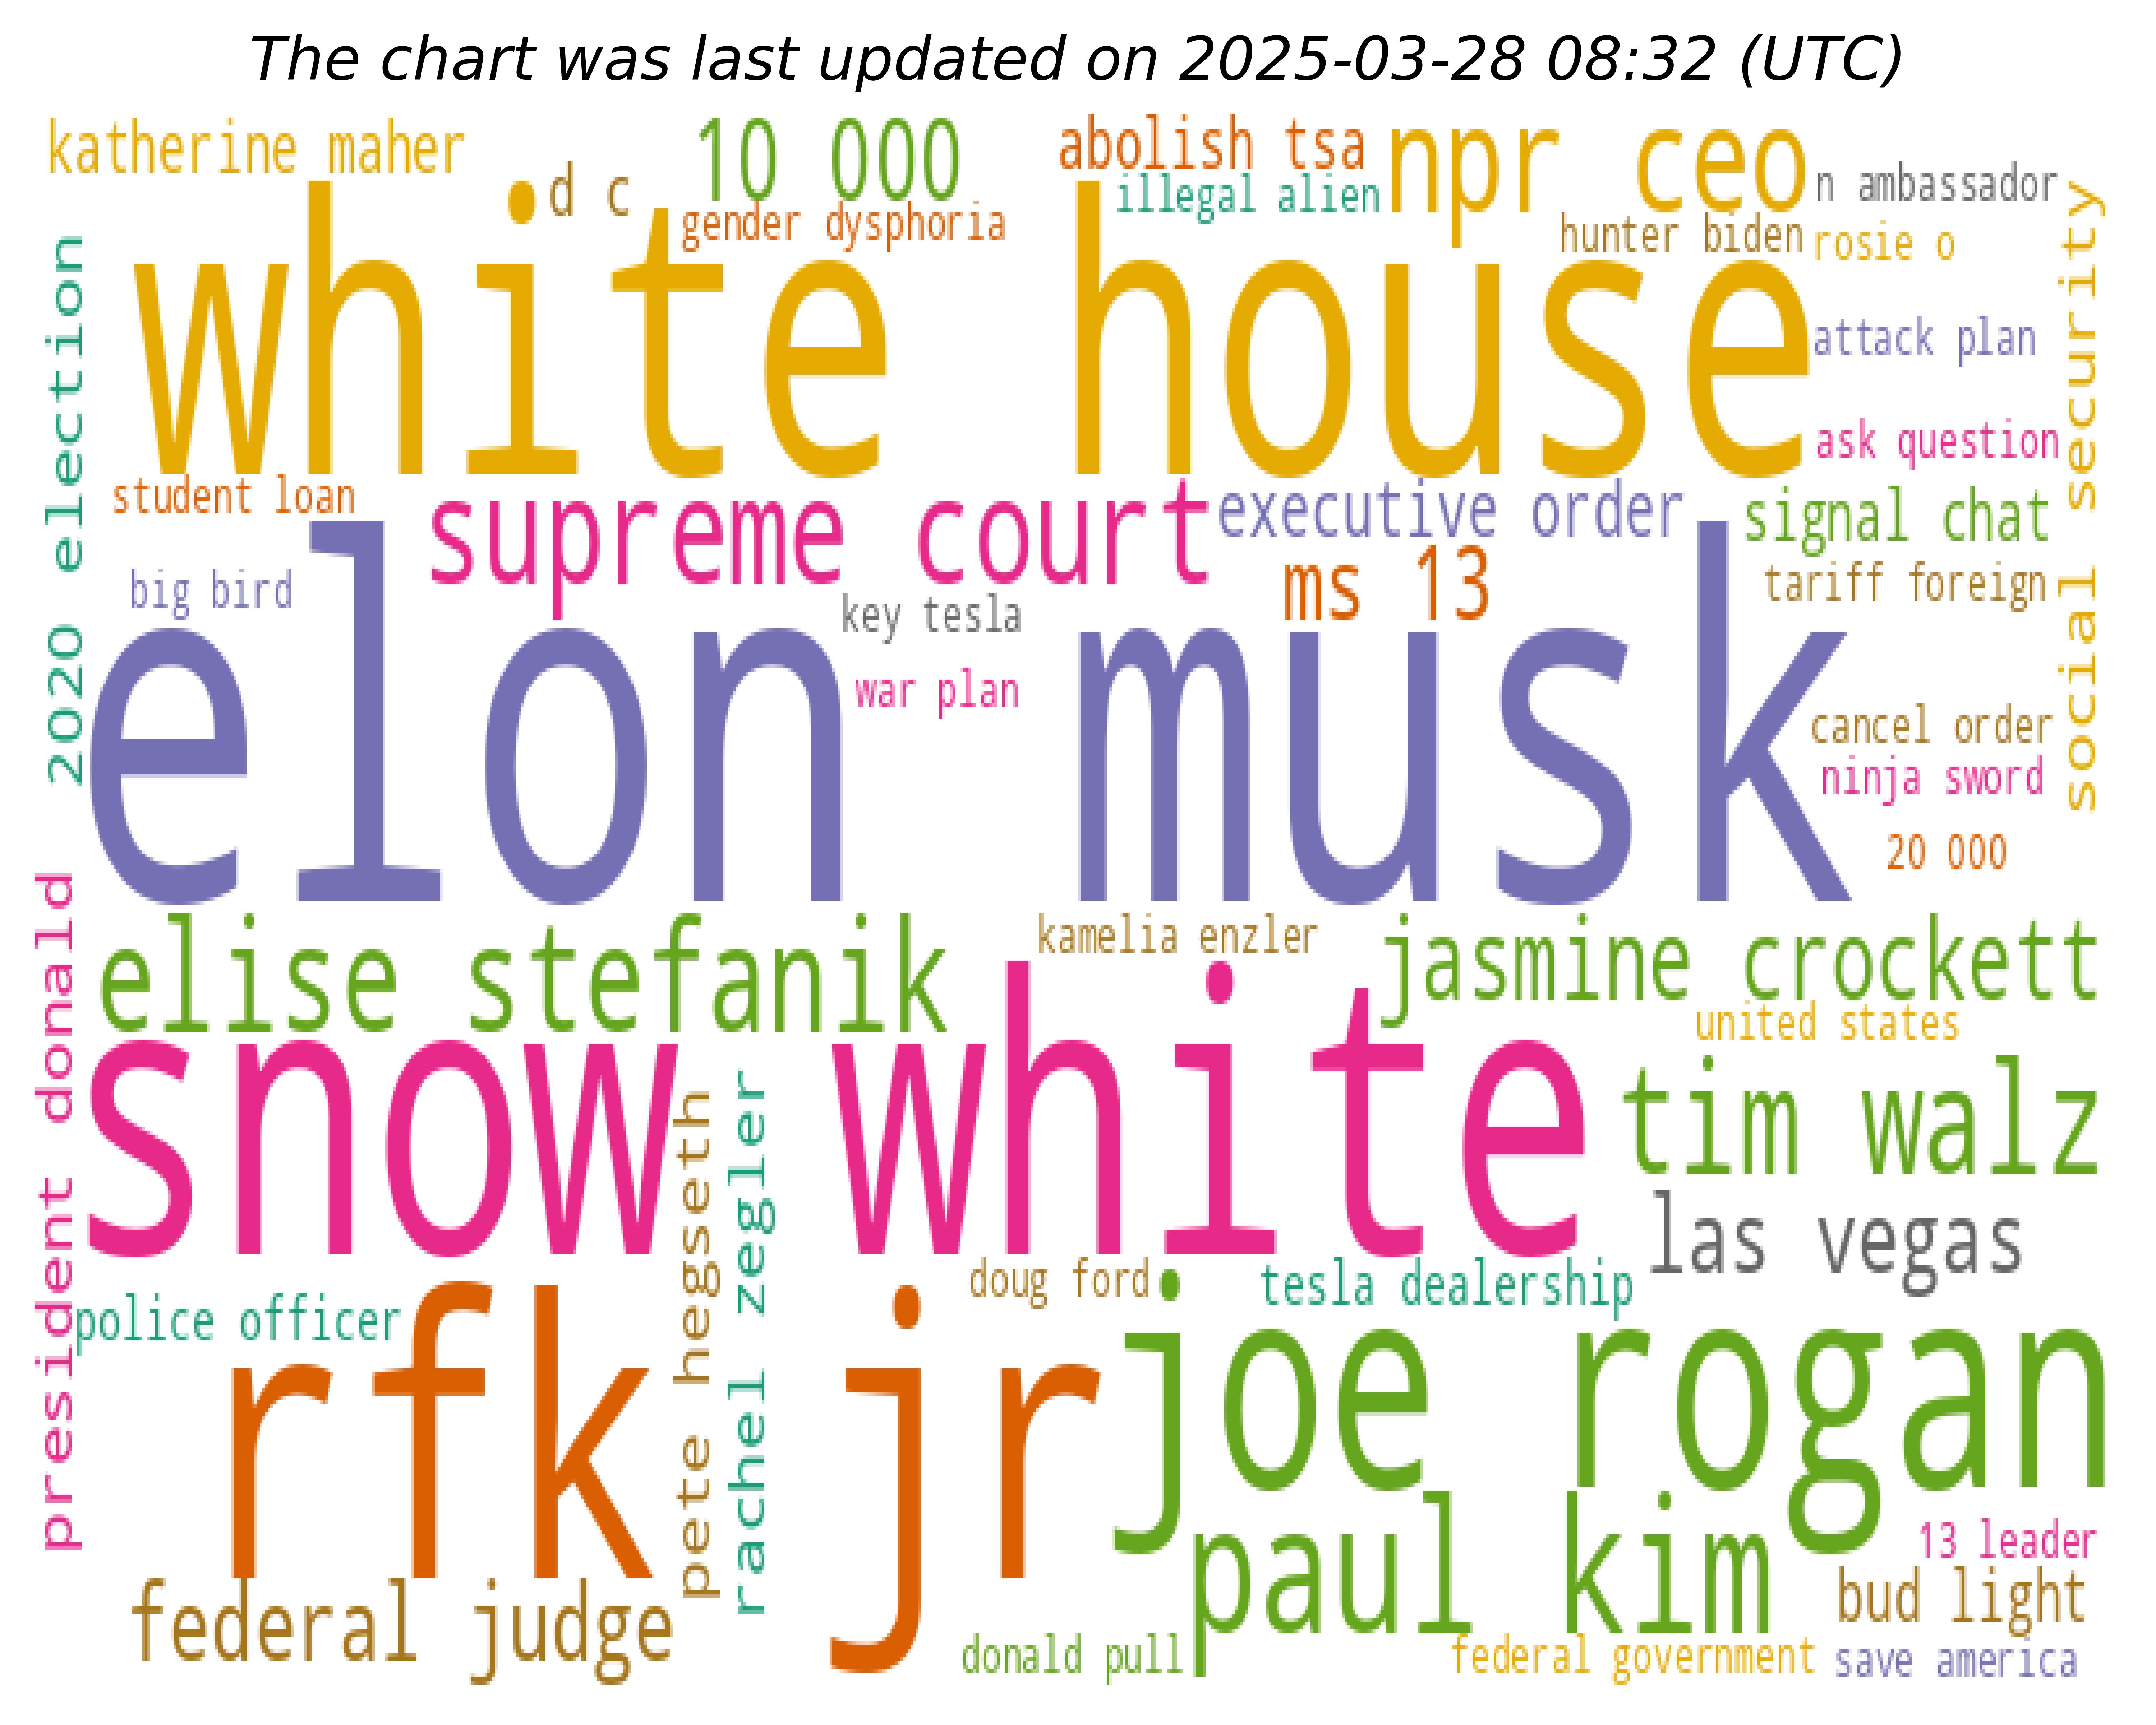 The chart was last updated on 2025-03-28 08:32 (UTC)
katherine maher
d c
10 000
gender dysphoria
abolish tsa
illegal alien
npr ceo
n ambassador
hunter biden
rosie o
white house
attack plan
ask question
social security
2020 election
student loan
supreme court
executive order
signal chat
big bird
key tesla
ms 13
tariff foreign
war plan
elon musk
cancel order
ninja sword
20 000
elise stefanik
kamelia enzler
jasmine crockett
united states
snow white
tim walz
las vegas
president donald
pete hegseth
rachel zegler
doug ford
tesla dealership
police officer
rfk jr
joe rogan
paul kim
13 leader
bud light
federal judge
donald pull
federal government
save america